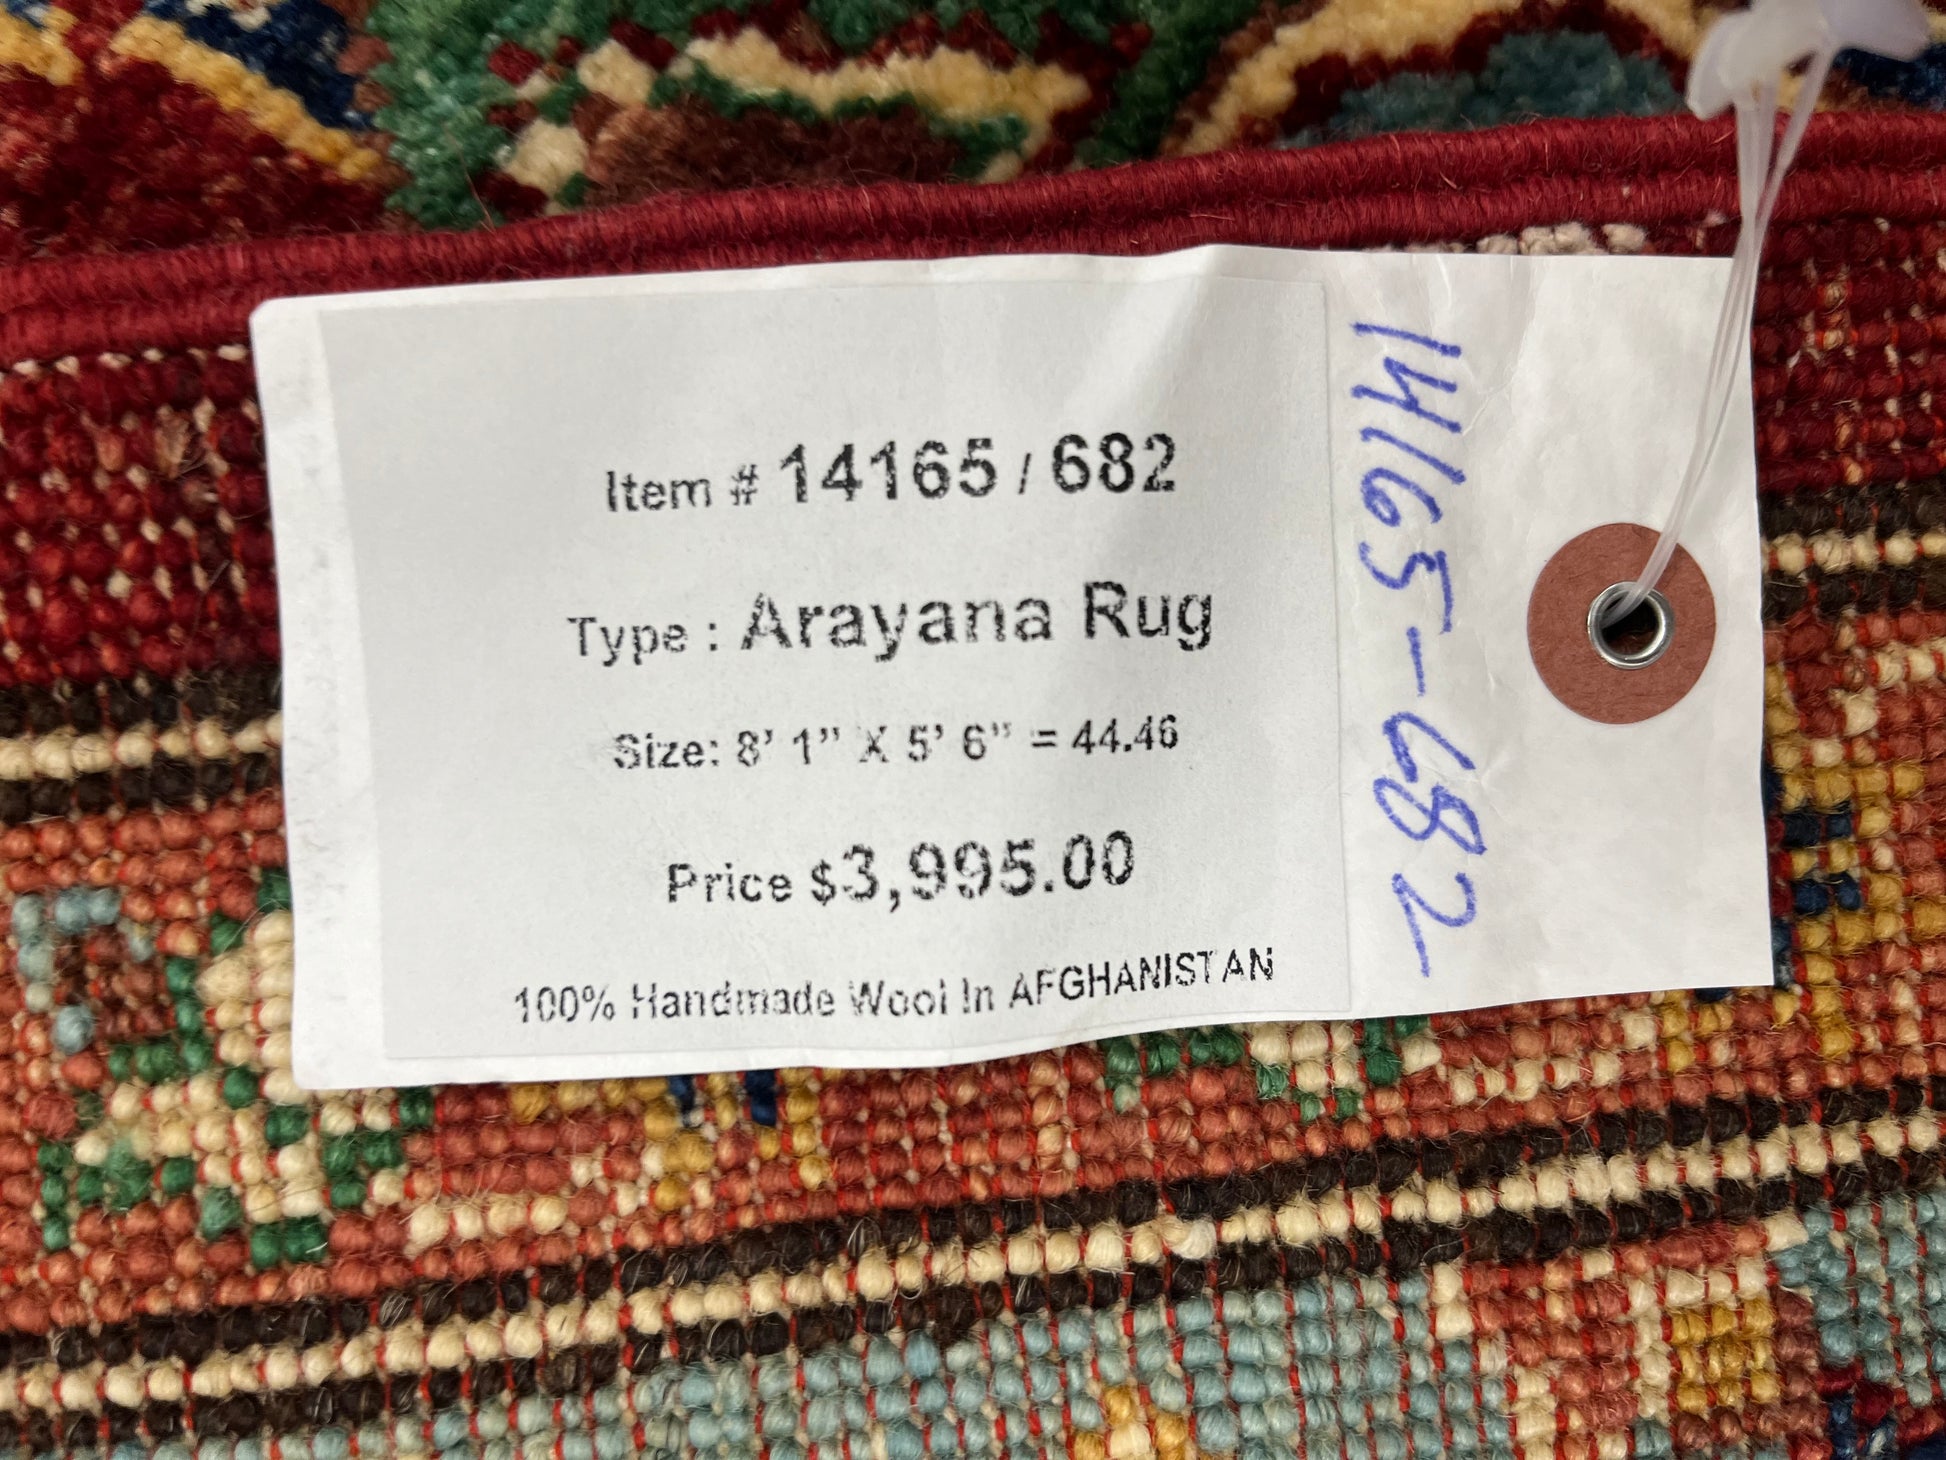 Item # 14165 / 682
Type : Arayana Rug
Size: 8' 1" X 5' 6" = 44.46
Price $3,995.00
100% Handmade Wool In AFGHANISTAN
14165-682